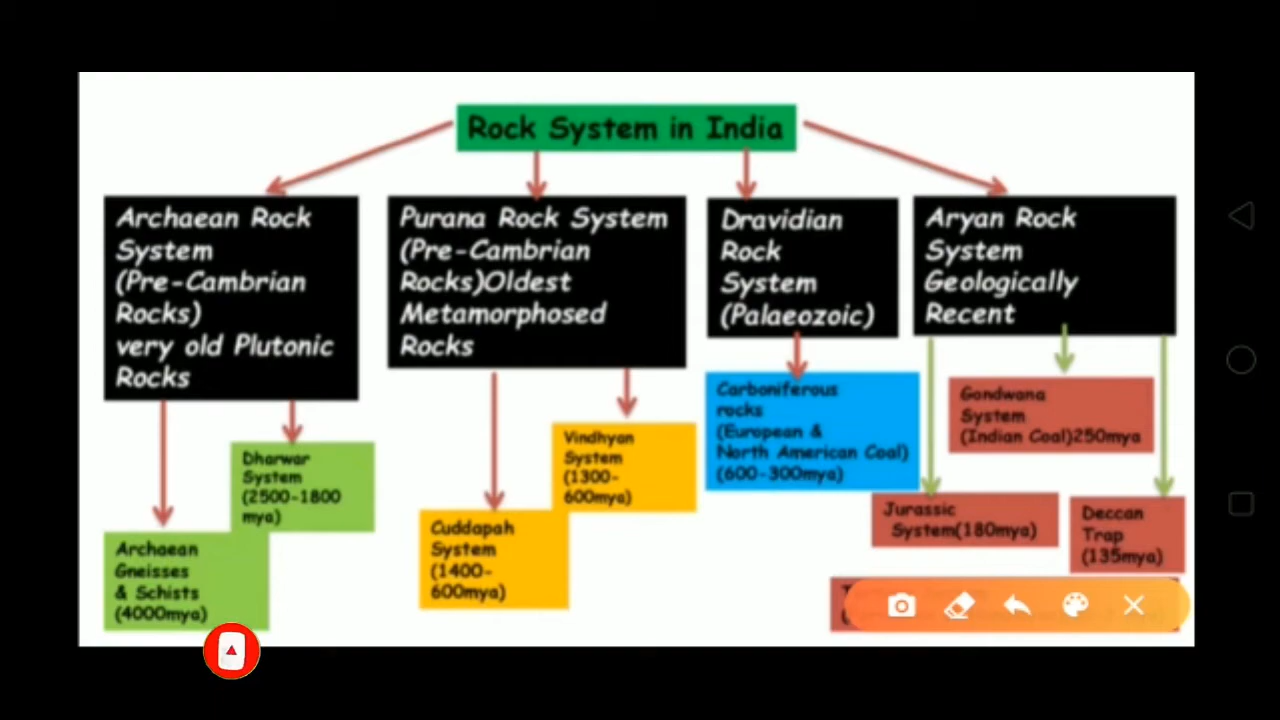 Rock System in India
Archaean Rock
System
(Pre-Cambrian
Rocks)
very old Plutonic
Rocks
Purana Rock System
(Pre-Cambrian
Rocks)Oldest
Metamorphosed
Rocks
Dravidian
Rock
System
(Palaeozoic)
Aryan Rock
System
Geologically
Recent
Dharwar
System
(2500-1800
mya)
Archaean
Gneisses
& Schists
(4000mya)
Vindhyan
System
(1300-
600mya)
Cuddapah
System
(1400-
600mya)
Carboniferous
rocks
(European &
North American Coal)
(600-300mya)
Gondwana
System
(Indian Coal)250mya
Jurassic
System(180mya)
Deccan
Trap
(135mya)